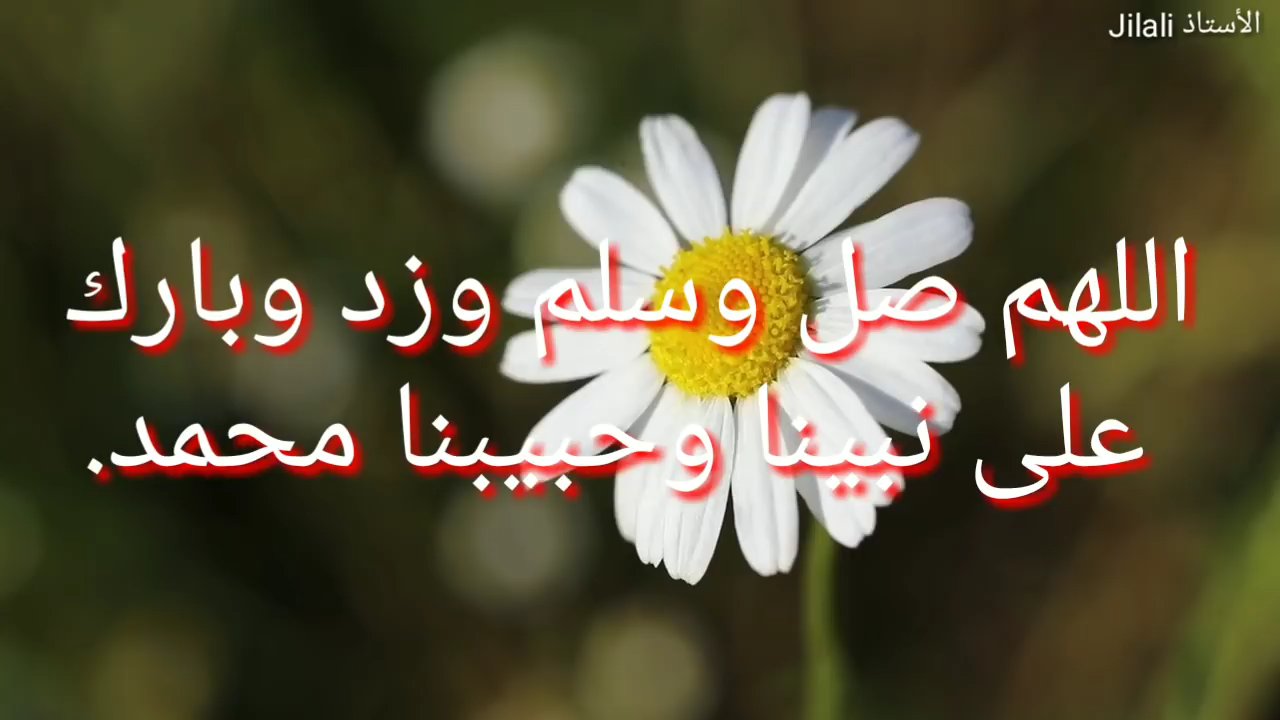 الأستاذ Jilali
اللهم صل وسلم وزد وبارك
على نبينا وحبيبنا محمد.